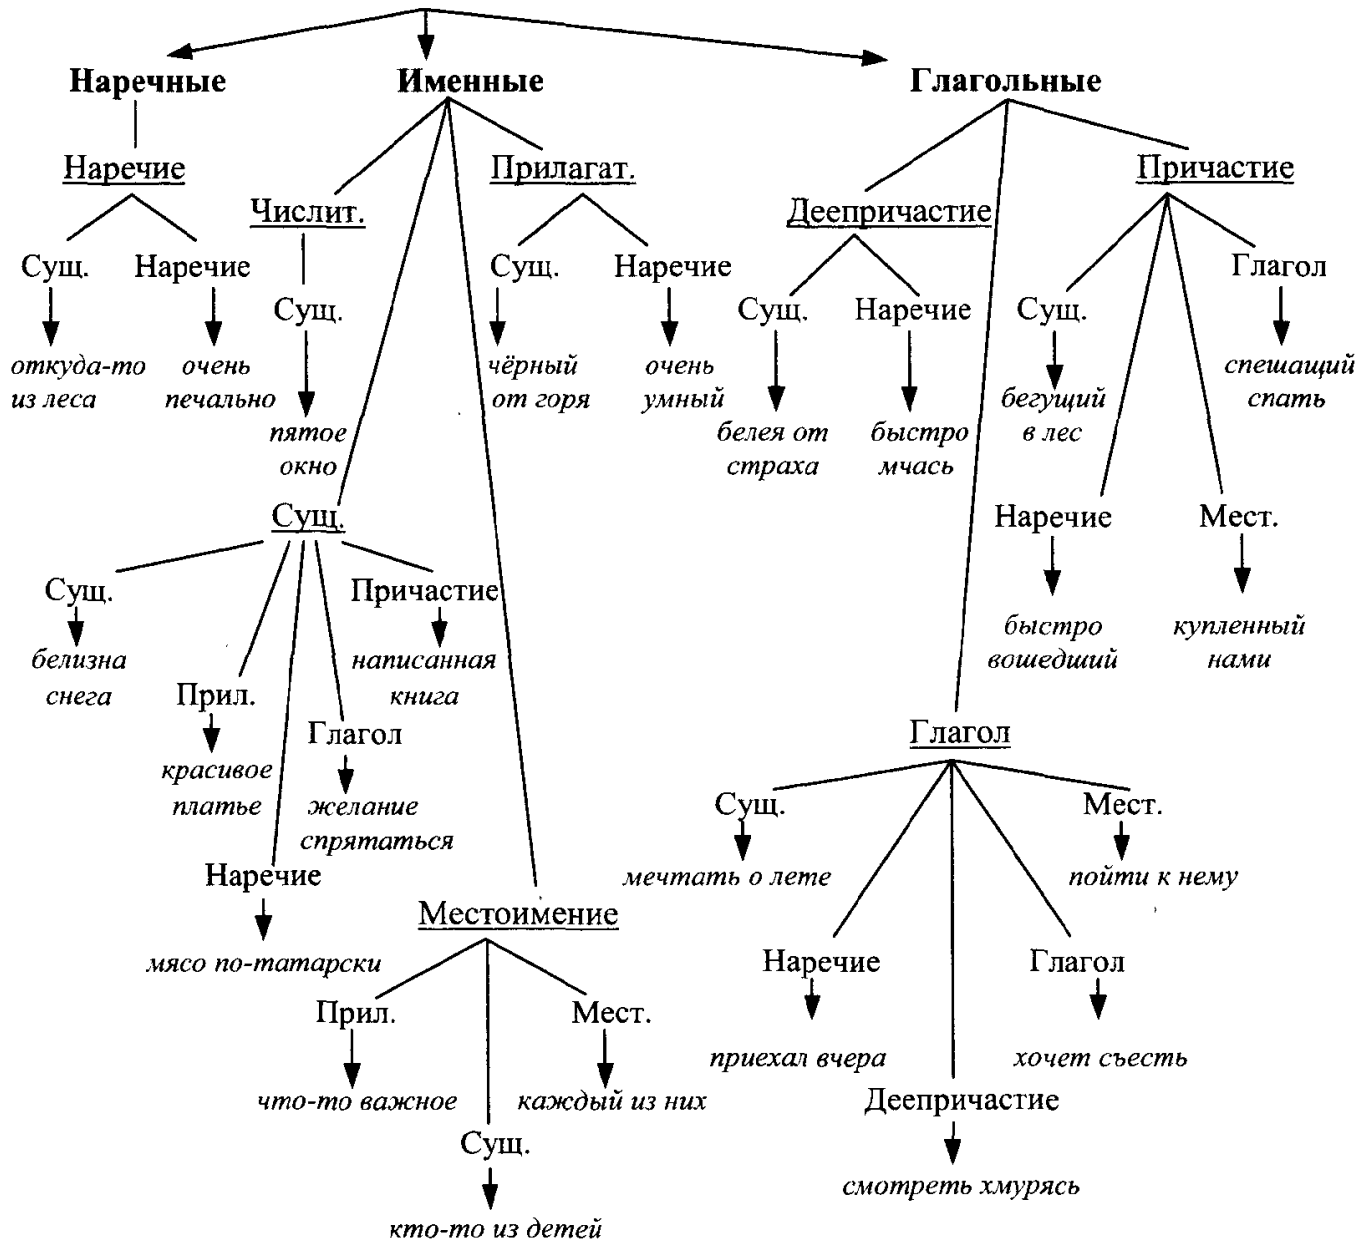 Наречные
Именные
Глагольные
Наречие
Числит.
Прилагат.
Деепричастие
Причастие
Сущ.
Наречие
Сущ.
Сущ.
Наречие
Сущ.
Наречие
Сущ.
Глагол
откуда-то
из леса
очень
печально
пятое
окно
чёрный
от горя
очень
умный
белея от
страха
быстро
мчась
бегущий
в лес
спешащий
спать
Наречие
Мест.
быстро
вошедший
купленный
нами
Сущ.
Сущ.
Причастие
белизна
снега
написанная
книга
Прил.
Глагол
красивое
платье
желание
спрятаться
Наречие
мясо по-татарски
Местоимение
Прил.
Мест.
что-то важное
каждый из них
Сущ.
кто-то из детей
Глагол
Сущ.
Мест.
мечтать о лете
пойти к нему
Наречие
Глагол
приехал вчера
хочет съесть
Деепричастие
смотреть хмурясь